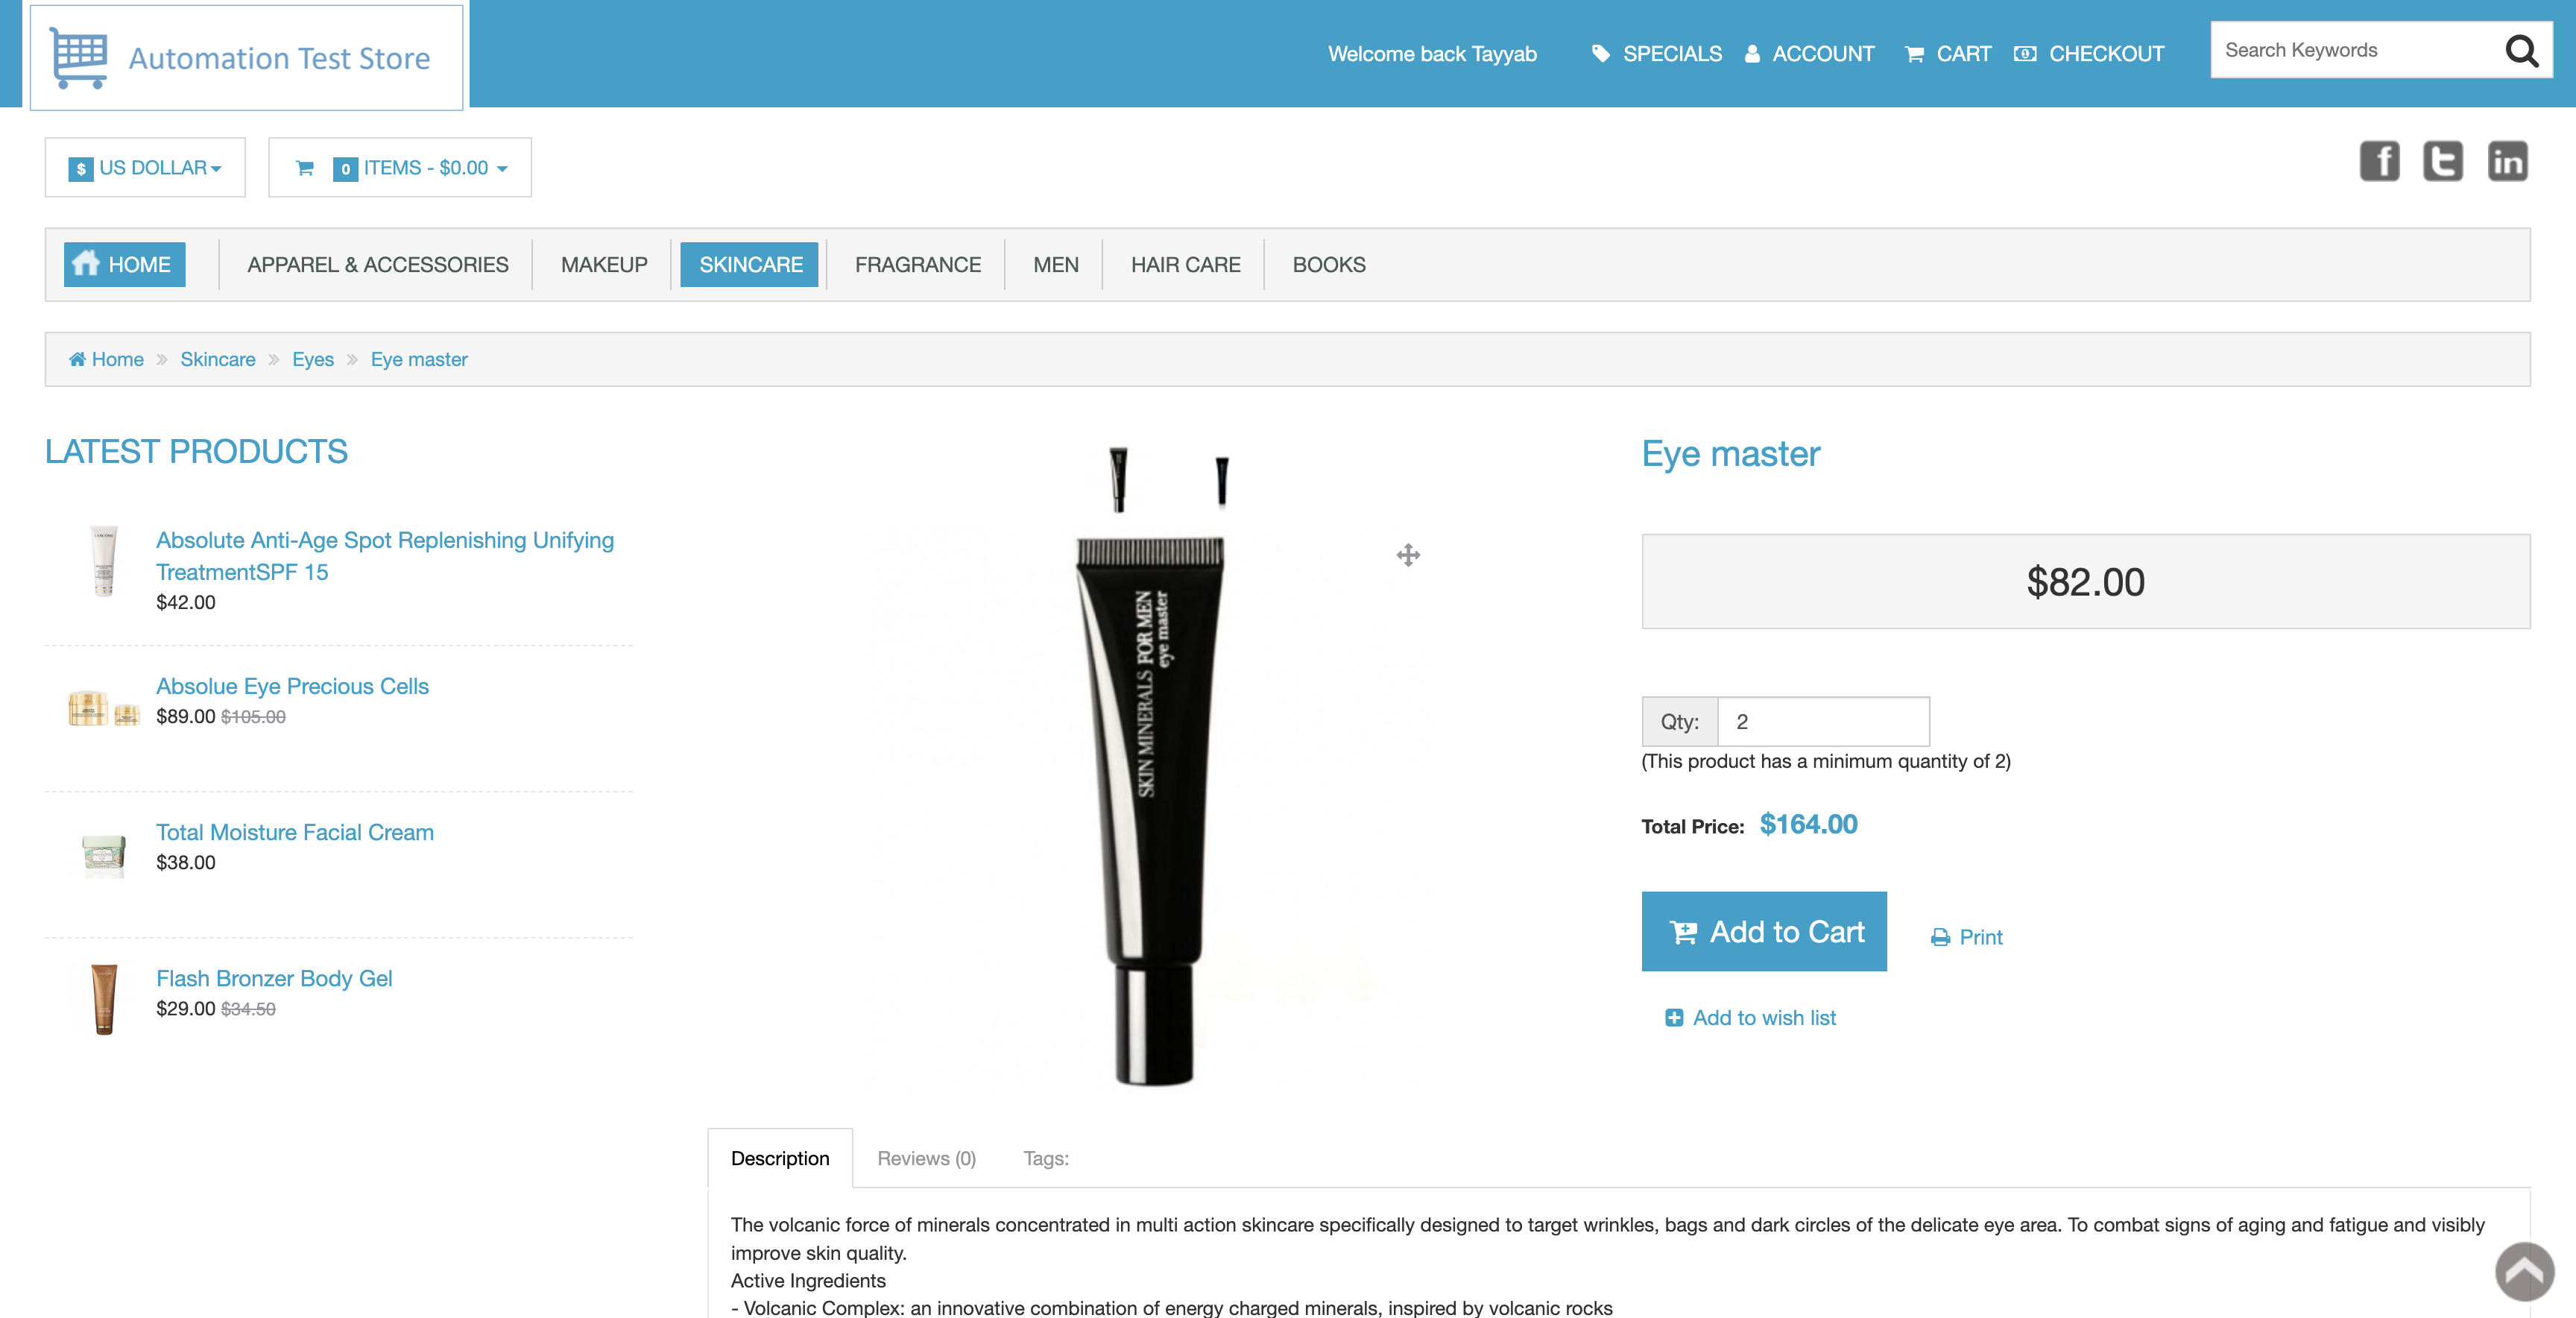 Automation Test Store
Welcome back Tayyab
SPECIALS
ACCOUNT
CART
CHECKOUT
Search Keywords
$ US DOLLAR
0 ITEMS - $0.00
HOME
APPAREL & ACCESSORIES
MAKEUP
SKINCARE
FRAGRANCE
MEN
HAIR CARE
BOOKS
Home » Skincare » Eyes » Eye master
LATEST PRODUCTS
Absolute Anti-Age Spot Replenishing Unifying
TreatmentSPF 15
$42.00
Absolue Eye Precious Cells
$89.00 $105.00
Total Moisture Facial Cream
$38.00
Flash Bronzer Body Gel
$29.00 $34.50
SKIN MINERALS FOR MEN
eye master
Eye master
$82.00
Qty: 2
(This product has a minimum quantity of 2)
Total Price: $164.00
Add to Cart
Print
Add to wish list
Description
Reviews (0)
Tags:
The volcanic force of minerals concentrated in multi action skincare specifically designed to target wrinkles, bags and dark circles of the delicate eye area. To combat signs of aging and fatigue and visibly
improve skin quality.
Active Ingredients
- Volcanic Complex: an innovative combination of energy charged minerals, inspired by volcanic rocks